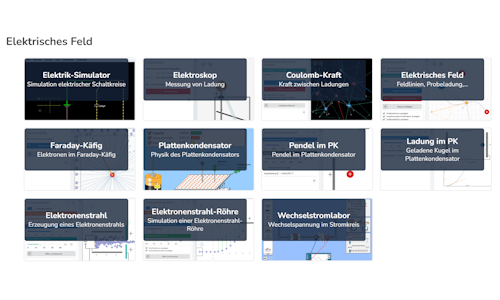 Elektrisches Feld
Elektrik-Simulator
Simulation elektrischer Schaltkreise
Elektroskop
Messung von Ladung
Coulomb-Kraft
Kraft zwischen Ladungen
Elektrisches Feld
Feldlinien, Probeladung,...
Faraday-Käfig
Elektronen im Faraday-Käfig
Plattenkondensator
Physik des Plattenkondensators
Pendel im PK
Pendel im Plattenkondensator
Ladung im PK
Geladene Kugel im
Plattenkondensator
Elektronenstrahl
Erzeugung eines Elektronenstrahls
Elektronenstrahl-Röhre
Simulation einer Elektronenstrahl-
Röhre
Wechselstromlabor
Wechselspannung im Stromkreis